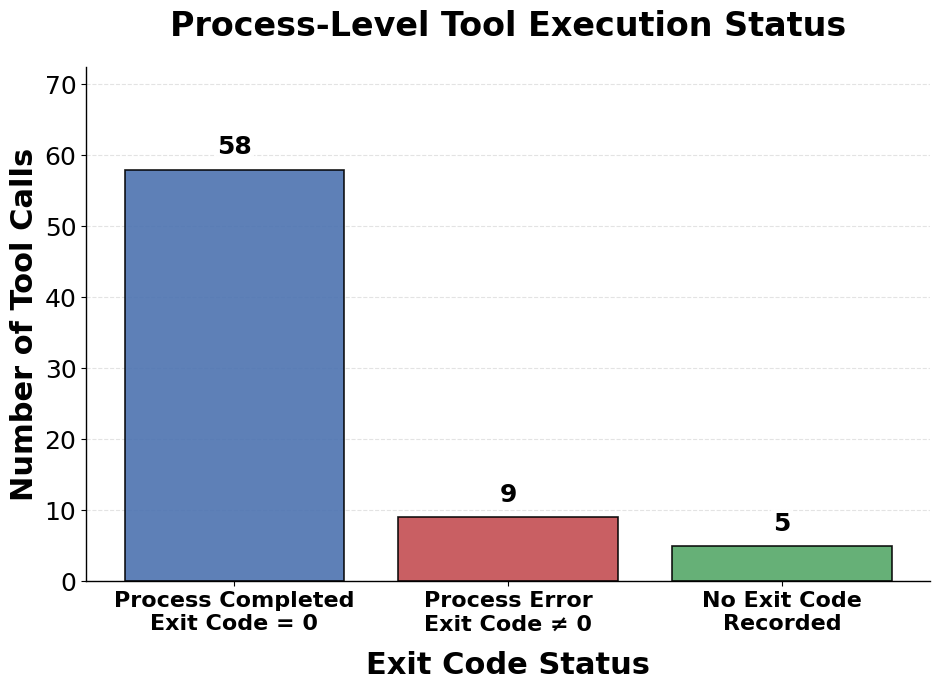 Process-Level Tool Execution Status
Number of Tool Calls
70
60
50
40
30
20
10
0
58
9
5
Process Completed
Exit Code = 0
Process Error
Exit Code ≠ 0
No Exit Code
Recorded
Exit Code Status